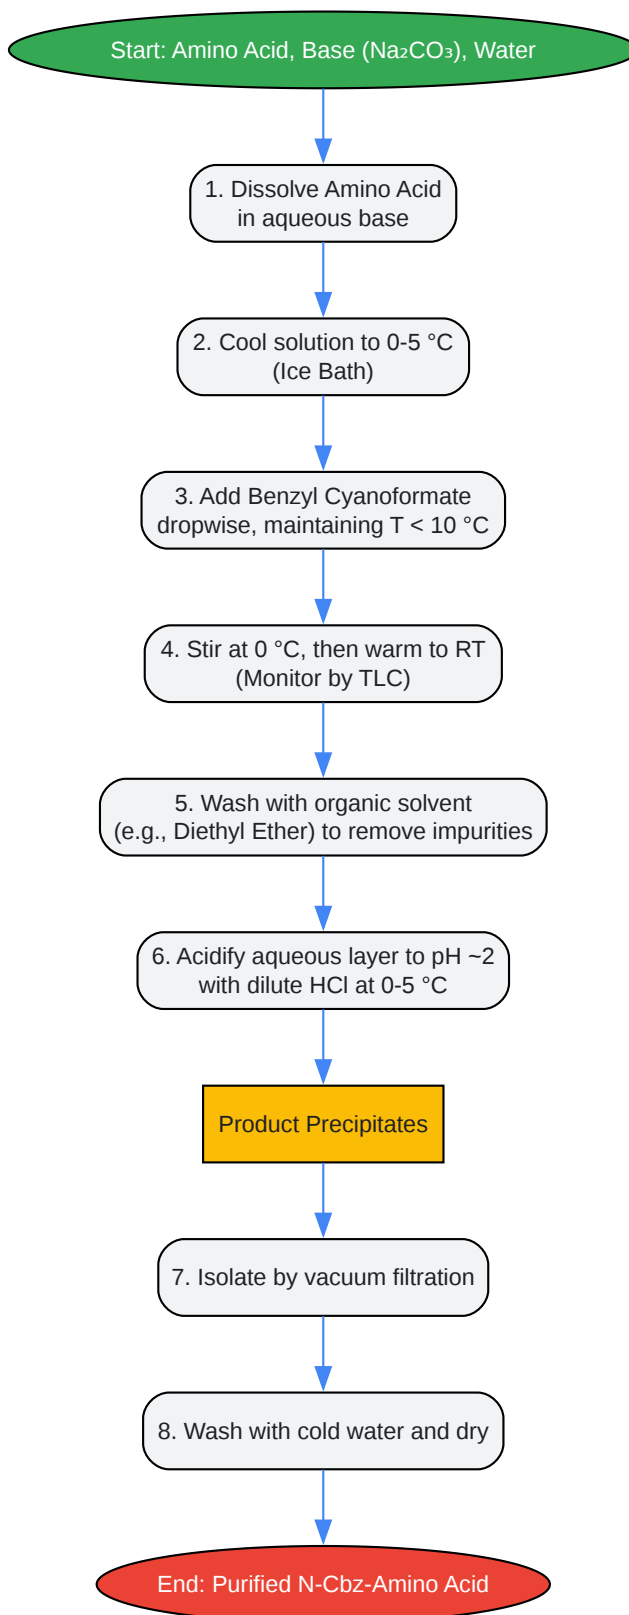 Start: Amino Acid, Base (Na₂CO₃), Water
1. Dissolve Amino Acid
in aqueous base
2. Cool solution to 0-5 °C
(Ice Bath)
3. Add Benzyl Cyanoformate
dropwise, maintaining T < 10 °C
4. Stir at 0 °C, then warm to RT
(Monitor by TLC)
5. Wash with organic solvent
(e.g., Diethyl Ether) to remove impurities
6. Acidify aqueous layer to pH ~2
with dilute HCl at 0-5 °C
Product Precipitates
7. Isolate by vacuum filtration
8. Wash with cold water and dry
End: Purified N-Cbz-Amino Acid